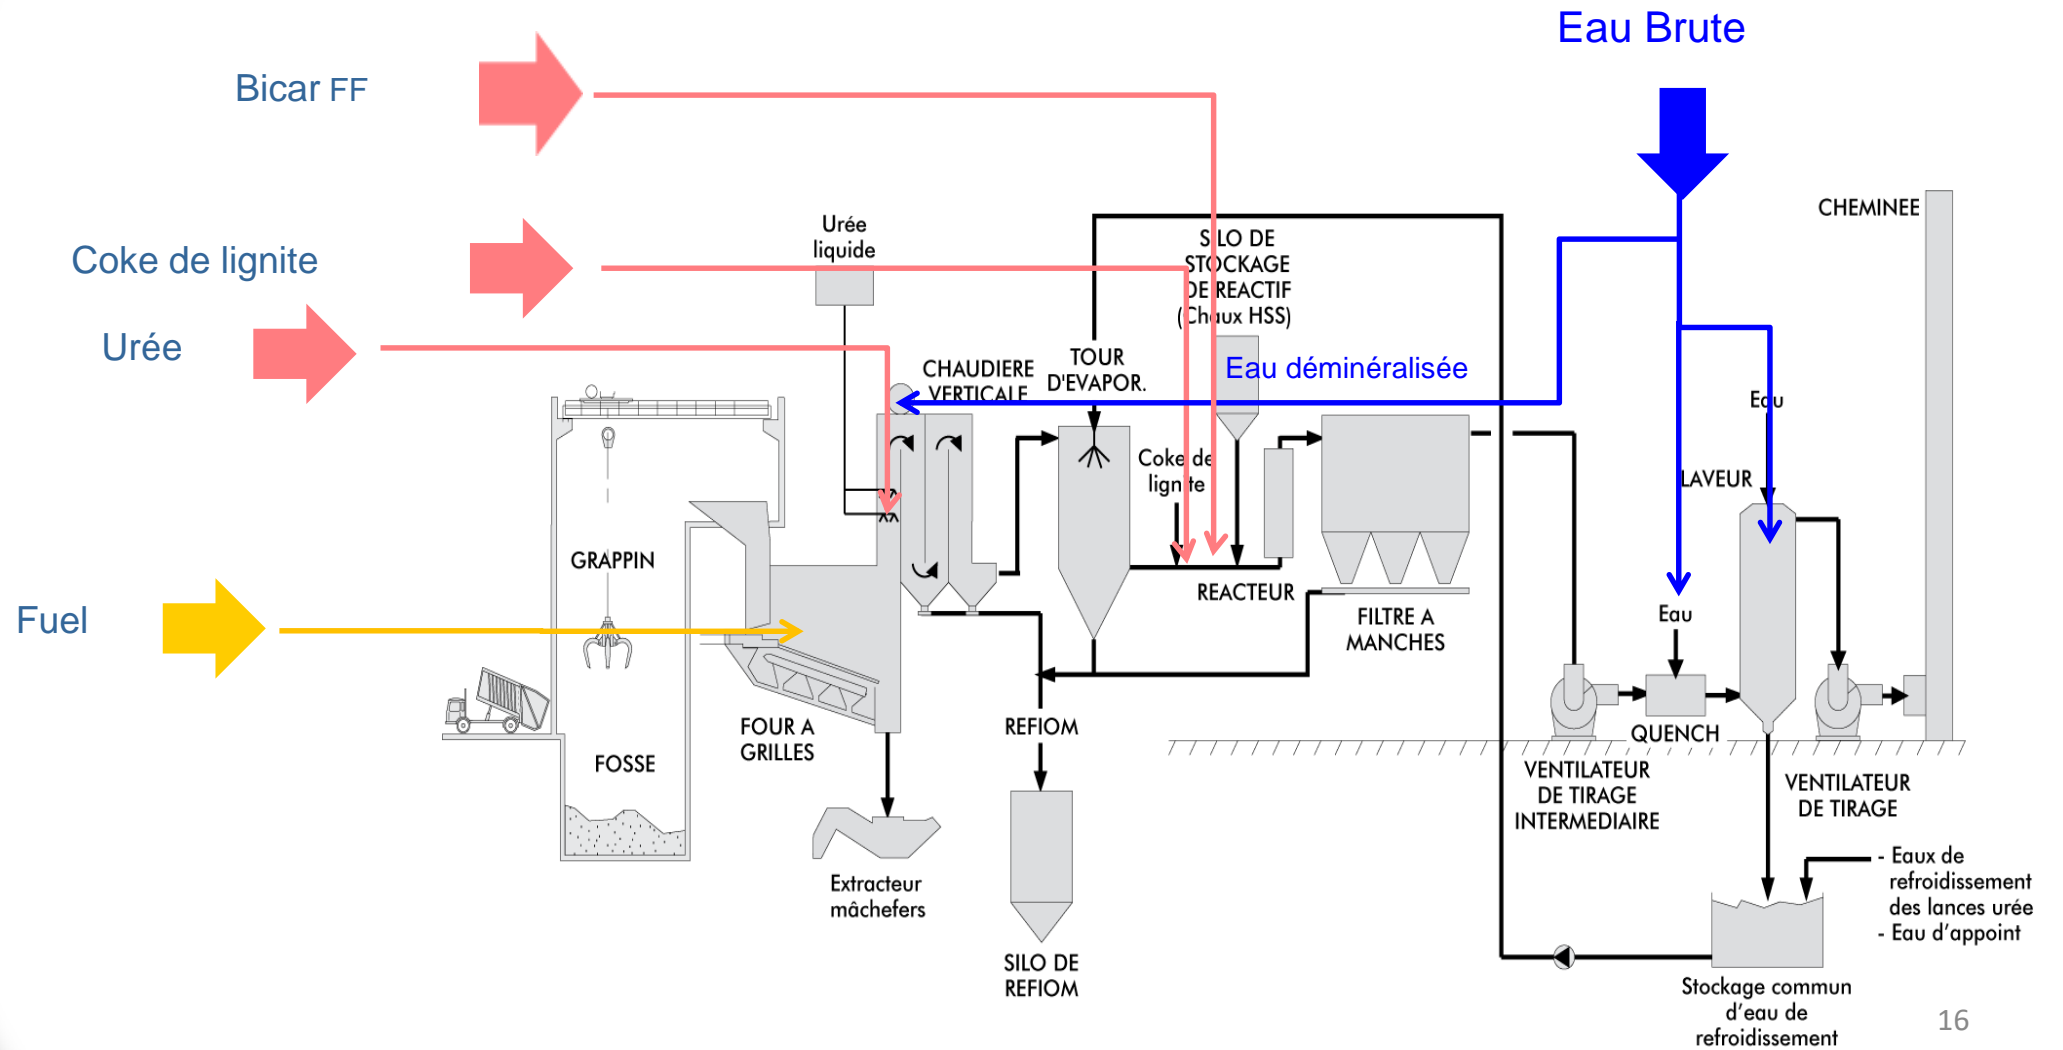 Eau Brute
Bicar FF
CHEMINEE
Urée
liquide
SILO DE
STOCKAGE
DE REACTIF
(Chaux HSS)
Coke de lignite
Urée
TOUR
D'EVAPOR.
CHAUDIERE
VERTICALE
Eau déminéralisée
Eau
Coke de
lignite
LAVEUR
GRAPPIN
REACTEUR
FILTRE A
MANCHES
Eau
Fuel
FOUR A
GRILLES
REFIOM
QUENCH
FOSSE
VENTILATEUR
DE TIRAGE
INTERMEDIAIRE
VENTILATEUR
DE TIRAGE
Extracteur
mâchefers
- Eaux de
refroidissement
des lances urée
- Eau d'appoint
SILO DE
REFIOM
Stockage commun
d'eau de
refroidissement
16